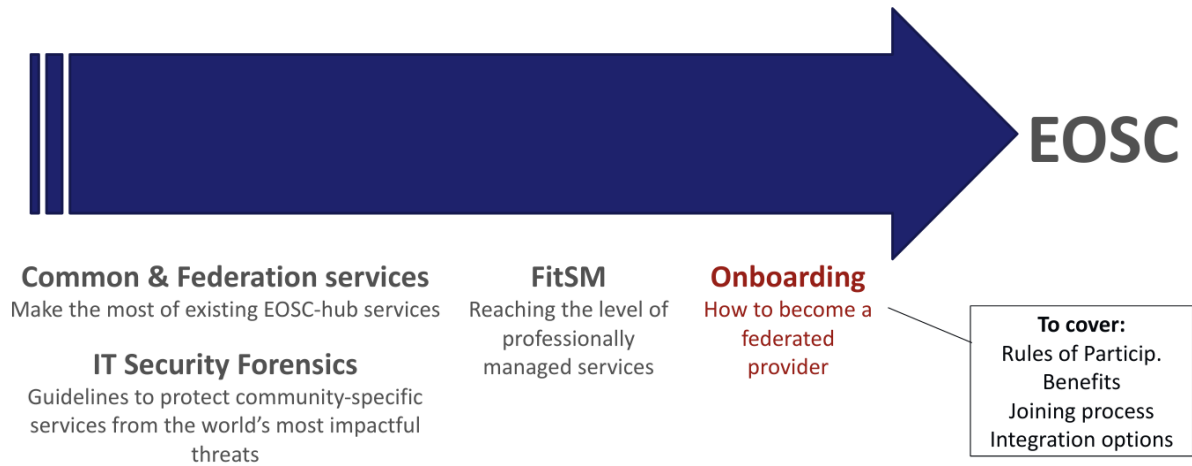 EOSC
Common & Federation services
Make the most of existing EOSC-hub services
IT Security Forensics
Guidelines to protect community-specific
services from the world's most impactful
threats
FitSM
Reaching the level of
professionally
managed services
Onboarding
How to become a
federated
provider
To cover:
Rules of Particip.
Benefits
Joining process
Integration options